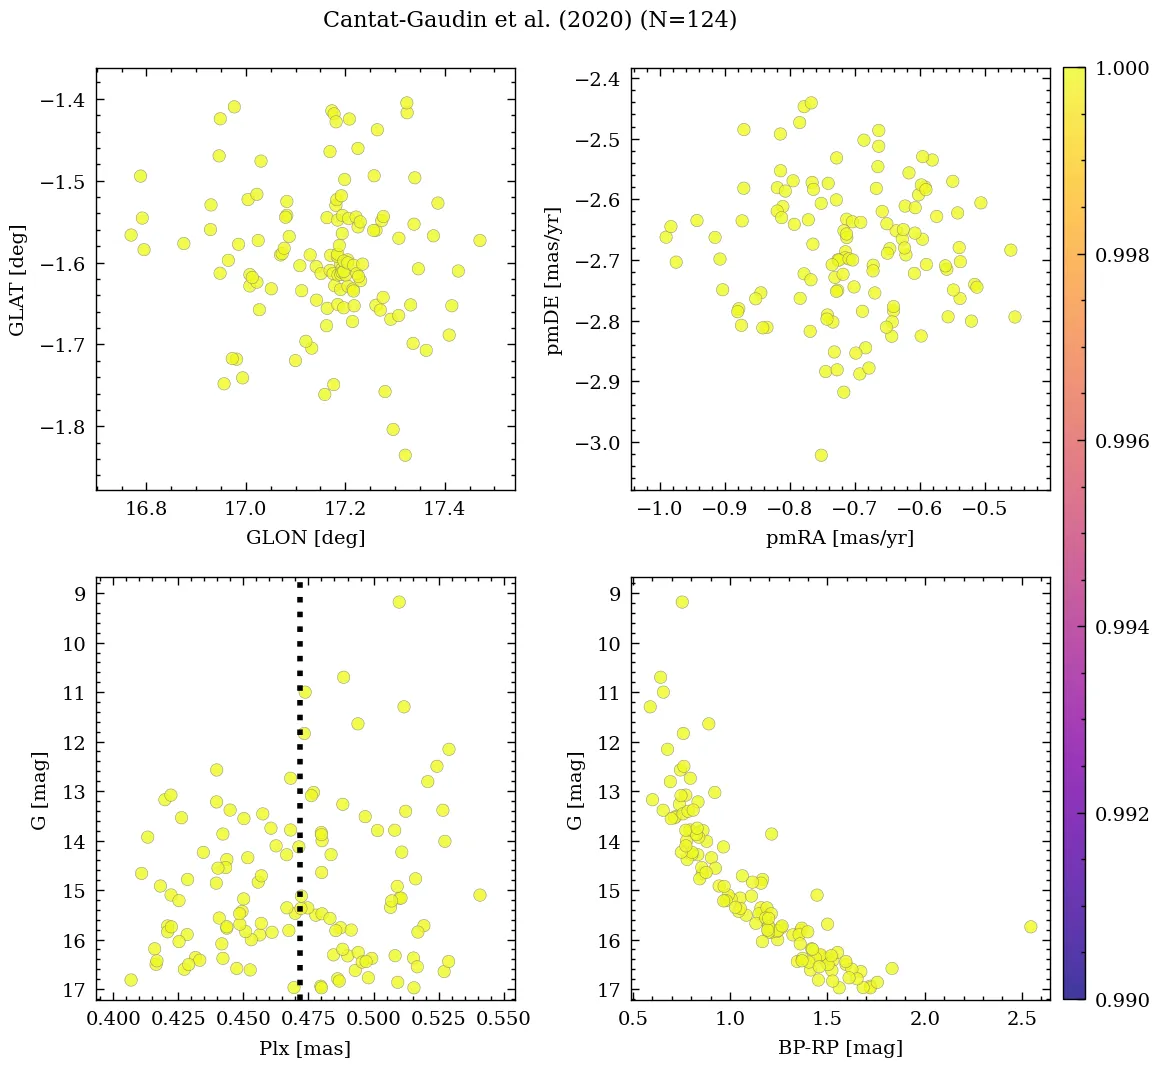 Cantat-Gaudin et al. (2020) (N=124)
−1.4
−1.5
−1.6
−1.7
−1.8
GLAT [deg]
16.8 17.0 17.2 17.4
GLON [deg]
−2.4
−2.5
−2.6
−2.7
−2.8
−2.9
−3.0
pmDE [mas/yr]
−1.0 −0.9 −0.8 −0.7 −0.6 −0.5
pmRA [mas/yr]
9
10
11
12
13
14
15
16
17
G [mag]
0.400 0.425 0.450 0.475 0.500 0.525 0.550
Plx [mas]
9
10
11
12
13
14
15
16
17
G [mag]
0.5 1.0 1.5 2.0 2.5
BP-RP [mag]
1.000
0.998
0.996
0.994
0.992
0.990